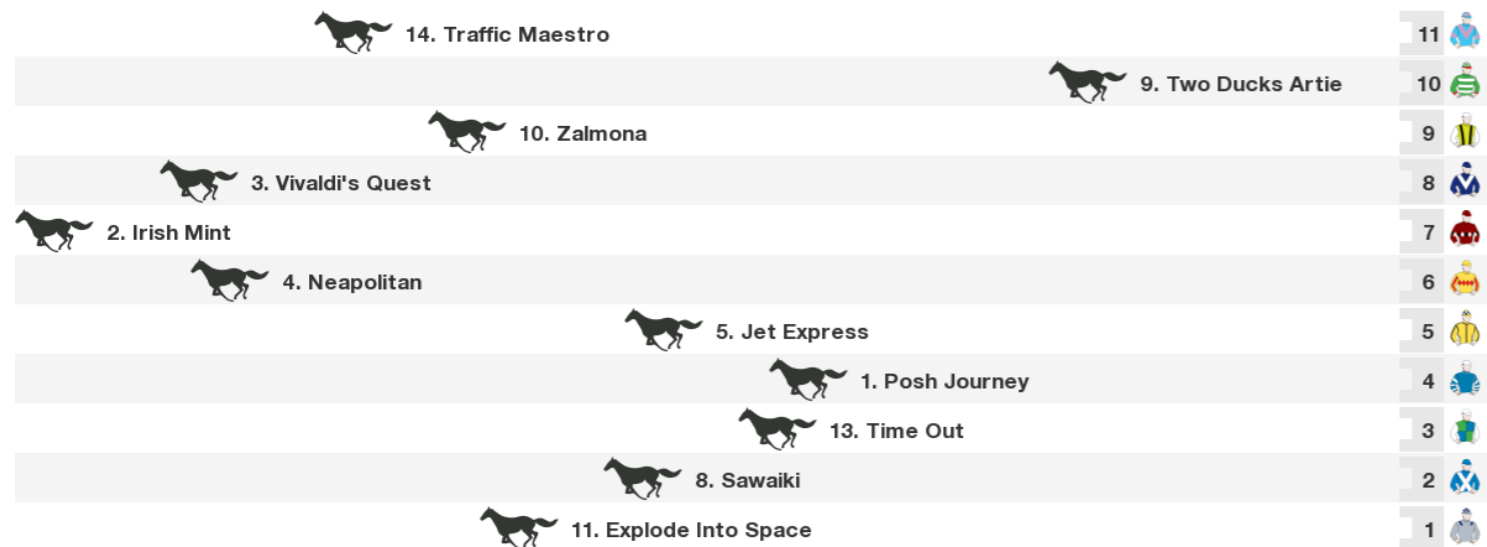 14. Traffic Maestro 11
9. Two Ducks Artie 10
10. Zalmona 9
3. Vivaldi's Quest 8
2. Irish Mint 7
4. Neapolitan 6
5. Jet Express 5
1. Posh Journey 4
13. Time Out 3
8. Sawaiki 2
11. Explode Into Space 1